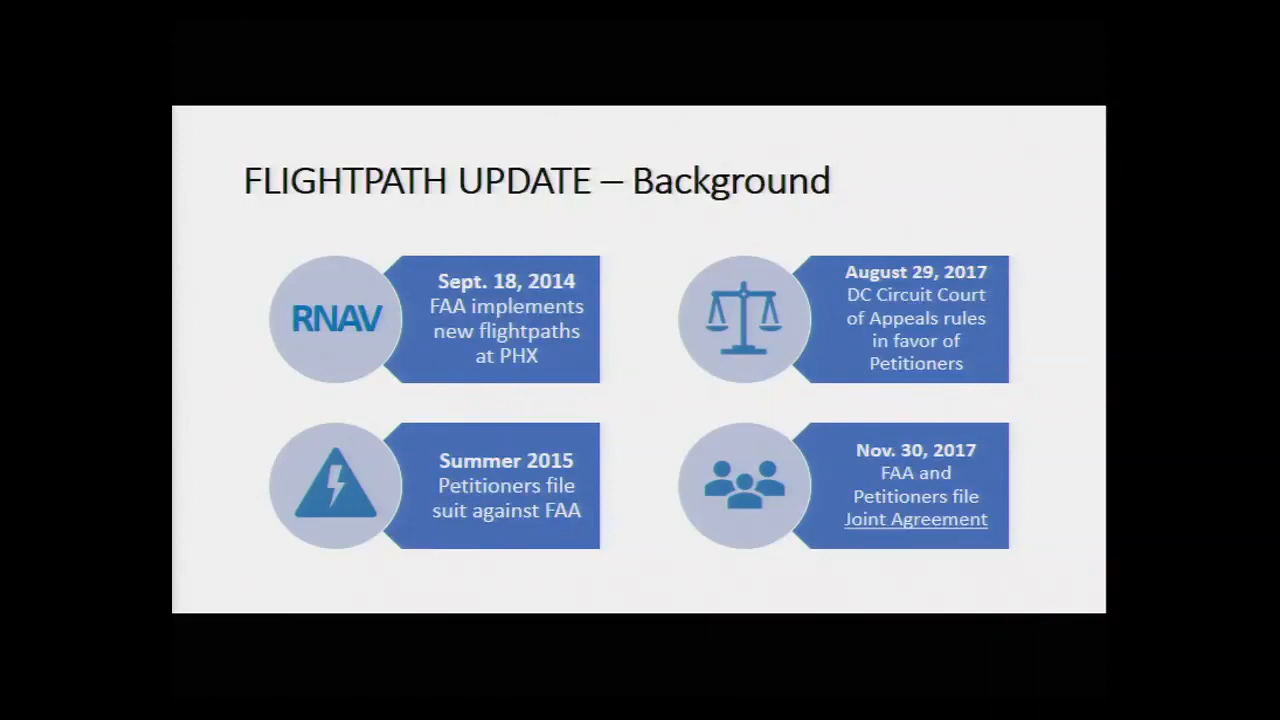 FLIGHTPATH UPDATE – Background
RNAV
Sept. 18, 2014
FAA implements
new flightpaths
at PHX
Summer 2015
Petitioners file
suit against FAA
August 29, 2017
DC Circuit Court
of Appeals rules
in favor of
Petitioners
Nov. 30, 2017
FAA and
Petitioners file
Joint Agreement